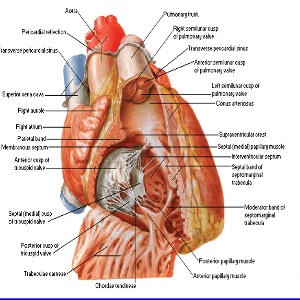 Aorta
Pericardial reflection
Transverse pericardial sinus
Superior vena cava
Right auricle
Right atrium
Parietal band
Membranous septum
Anterior cusp of
tricuspid valve
Septal (medial) cusp
of tricuspid valve
Posterior cusp of
tricuspid valve
Trabeculae carneae
Chordae tendineae
Pulmonary trunk
Right semilunar cusp
of pulmonary valve
Transverse pericardial sinus
Anterior semilunar cusp
of pulmonary valve
Left semilunar cusp of
pulmonary valve
Conus arteriosus
Supraventricular crest
Septal (medial) papillary muscle
Interventricular septum
Septal band of
septomarginal
trabecula
Moderator band of
septomarginal
trabecula
Posterior papillary muscle
Anterior papillary muscle